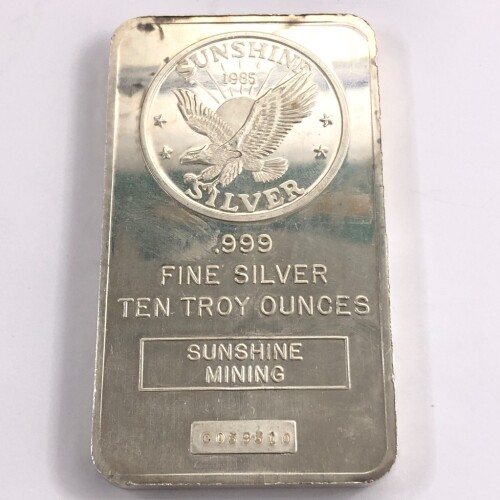 SUNSHINE
1985
SILVER
.999
FINE SILVER
TEN TROY OUNCES
SUNSHINE
MINING